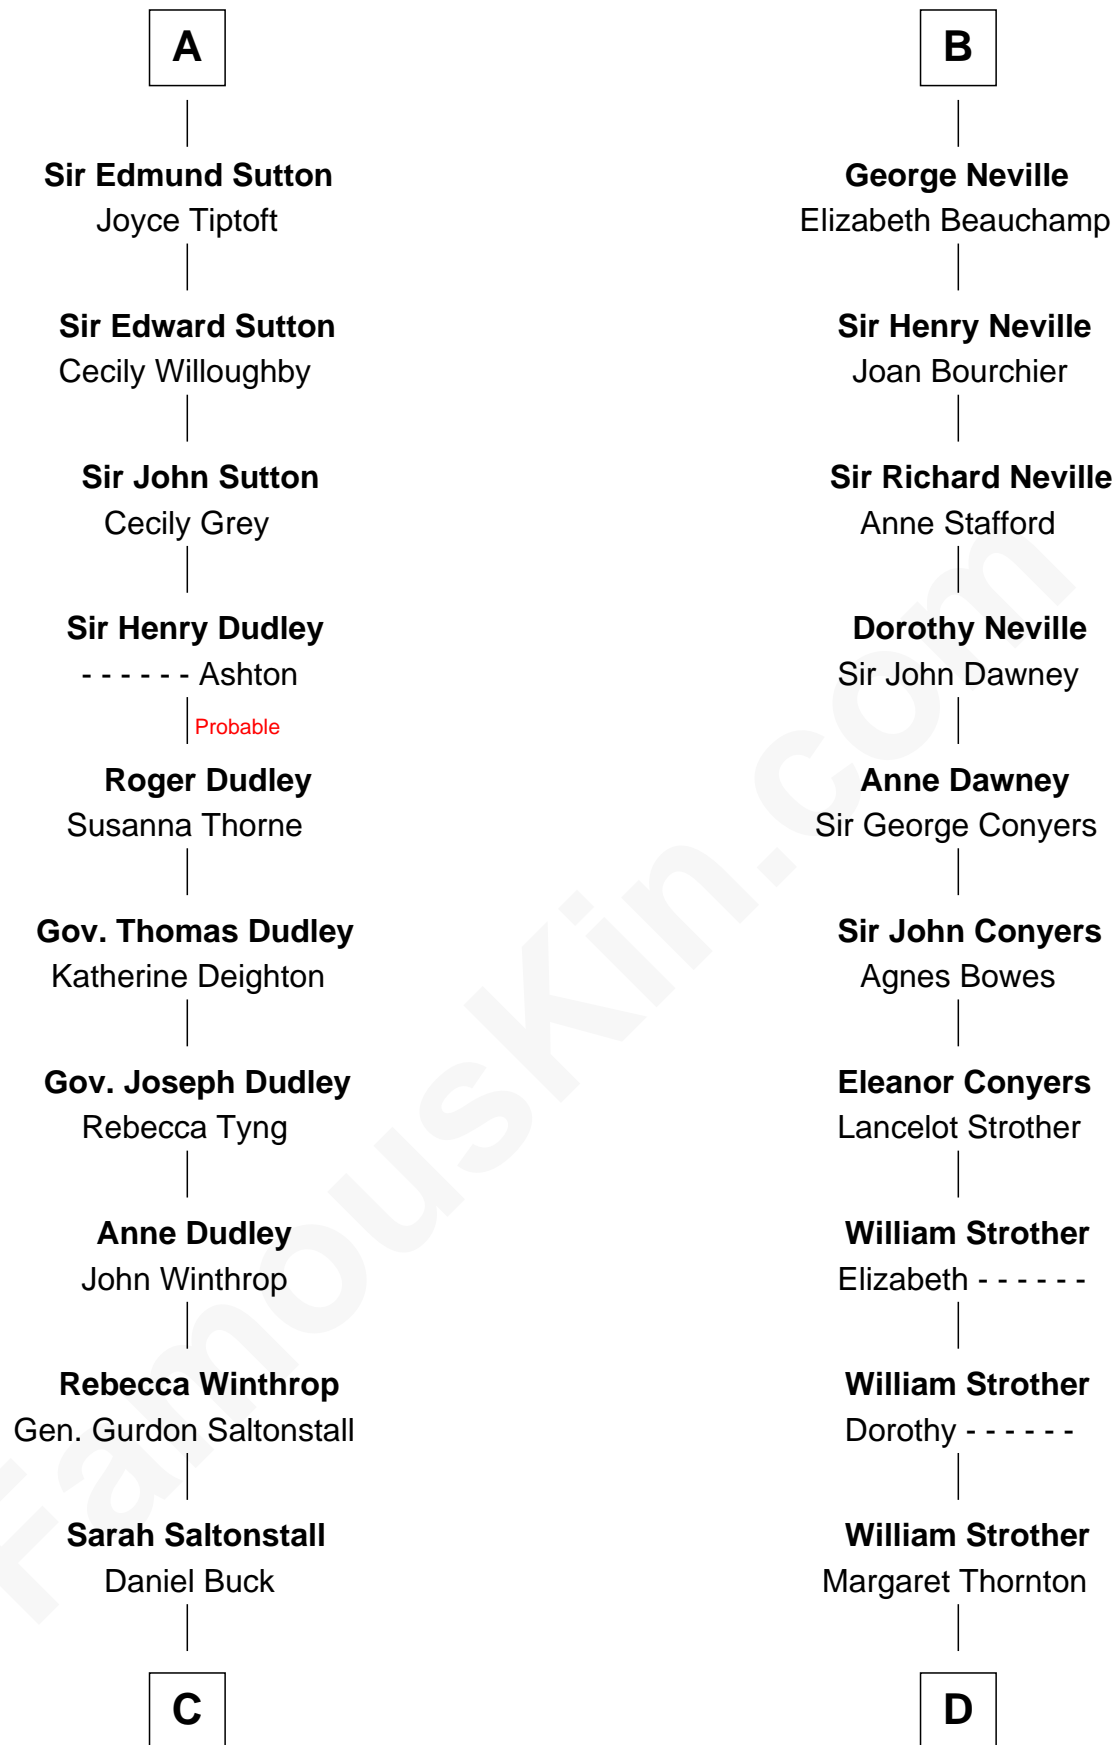 A
Sir Edmund Sutton
Joyce Tiptoft
Sir Edward Sutton
Cecily Willoughby
Sir John Sutton
Cecily Grey
Sir Henry Dudley
- - - - - - Ashton
Probable
Roger Dudley
Susanna Thorne
Gov. Thomas Dudley
Katherine Deighton
Gov. Joseph Dudley
Rebecca Tyng
Anne Dudley
John Winthrop
Rebecca Winthrop
Gen. Gurdon Saltonstall
Sarah Saltonstall
Daniel Buck
C
B
George Neville
Elizabeth Beauchamp
Sir Henry Neville
Joan Bourchier
Sir Richard Neville
Anne Stafford
Dorothy Neville
Sir John Dawney
Anne Dawney
Sir George Conyers
Sir John Conyers
Agnes Bowes
Eleanor Conyers
Lancelot Strother
William Strother
Elizabeth - - - - - -
William Strother
Dorothy - - - - - -
William Strother
Margaret Thornton
D
FamousKin.com